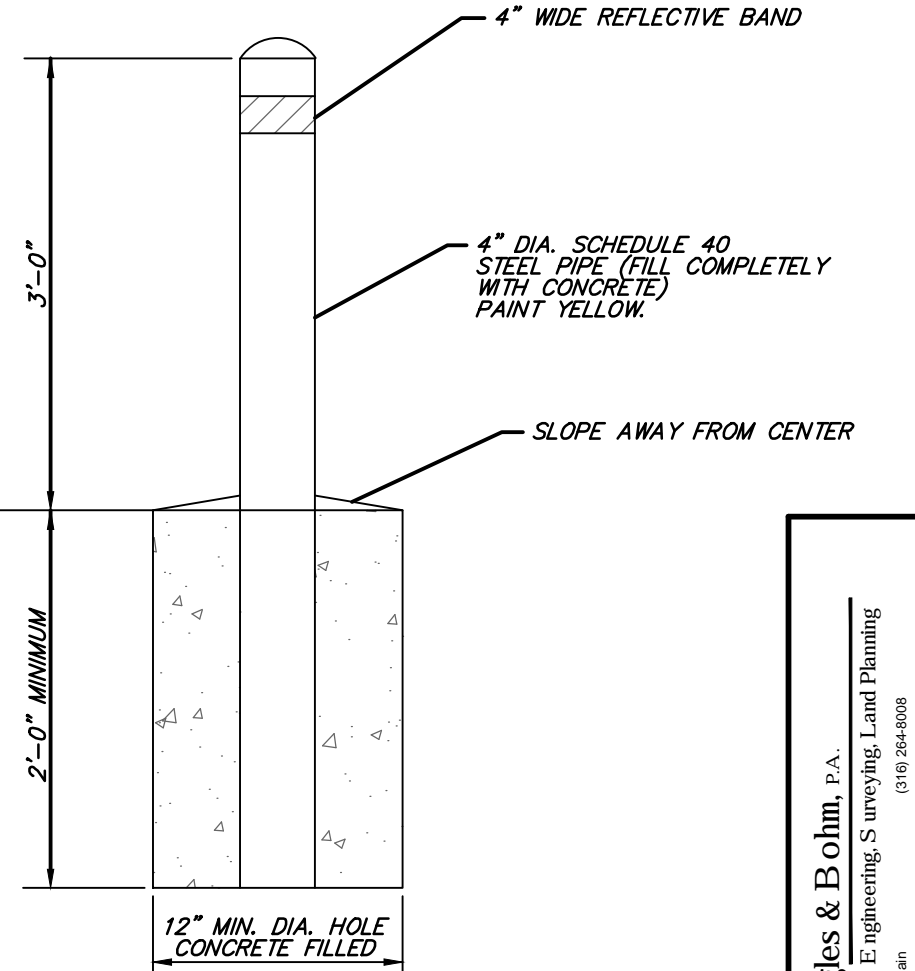 4" WIDE REFLECTIVE BAND
3'-0"
4" DIA. SCHEDULE 40
STEEL PIPE (FILL COMPLETELY
WITH CONCRETE)
PAINT YELLOW.
SLOPE AWAY FROM CENTER
2'-0" MINIMUM
12" MIN. DIA. HOLE
CONCRETE FILLED
& Bohm, P.A.
Engineering, Surveying, Land Planning
(316) 264-8008